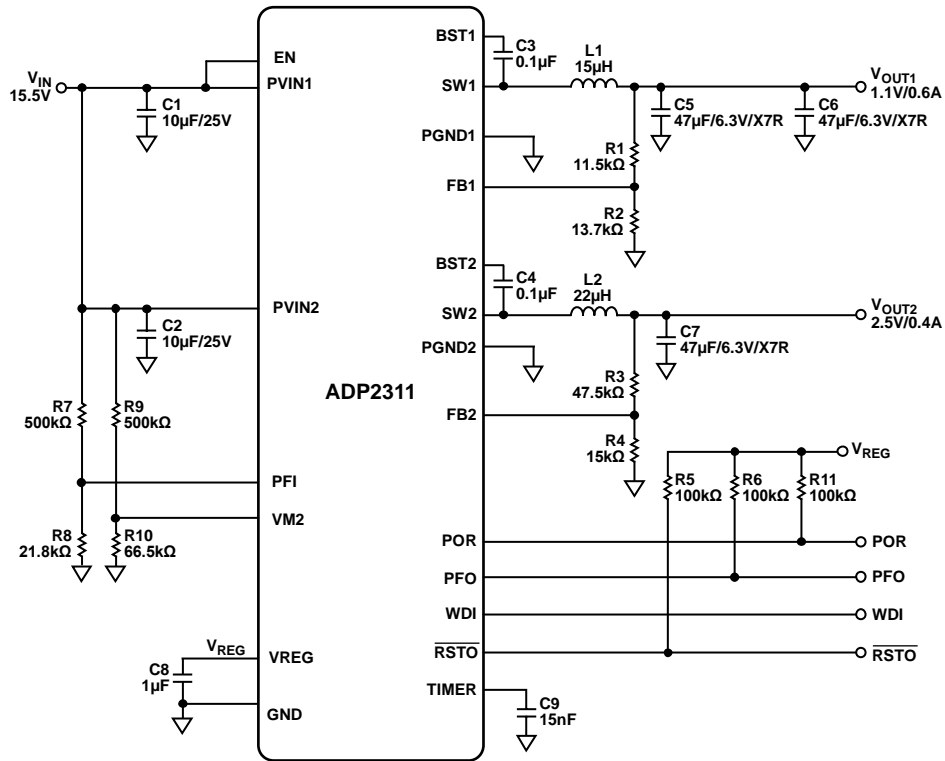 BST1
C3
0.1µF
L1
15µH
EN
VIN
15.5V
PVIN1
SW1
VOUT1
1.1V/0.6A
C1
10µF/25V
C5
47µF/6.3V/X7R
C6
47µF/6.3V/X7R
PGND1
R1
11.5kΩ
FB1
R2
13.7kΩ
BST2
C4
0.1µF
L2
22µH
PVIN2
SW2
VOUT2
2.5V/0.4A
C2
10µF/25V
C7
47µF/6.3V/X7R
PGND2
ADP2311
R3
47.5kΩ
R7
500kΩ
R9
500kΩ
FB2
R4
15kΩ
VREG
PFI
R5
100kΩ
R6
100kΩ
R11
100kΩ
VM2
R8
21.8kΩ
R10
66.5kΩ
POR
POR
PFO
PFO
WDI
WDI
RSTO
RSTO
VREG
VREG
C8
1µF
TIMER
GND
C9
15nF